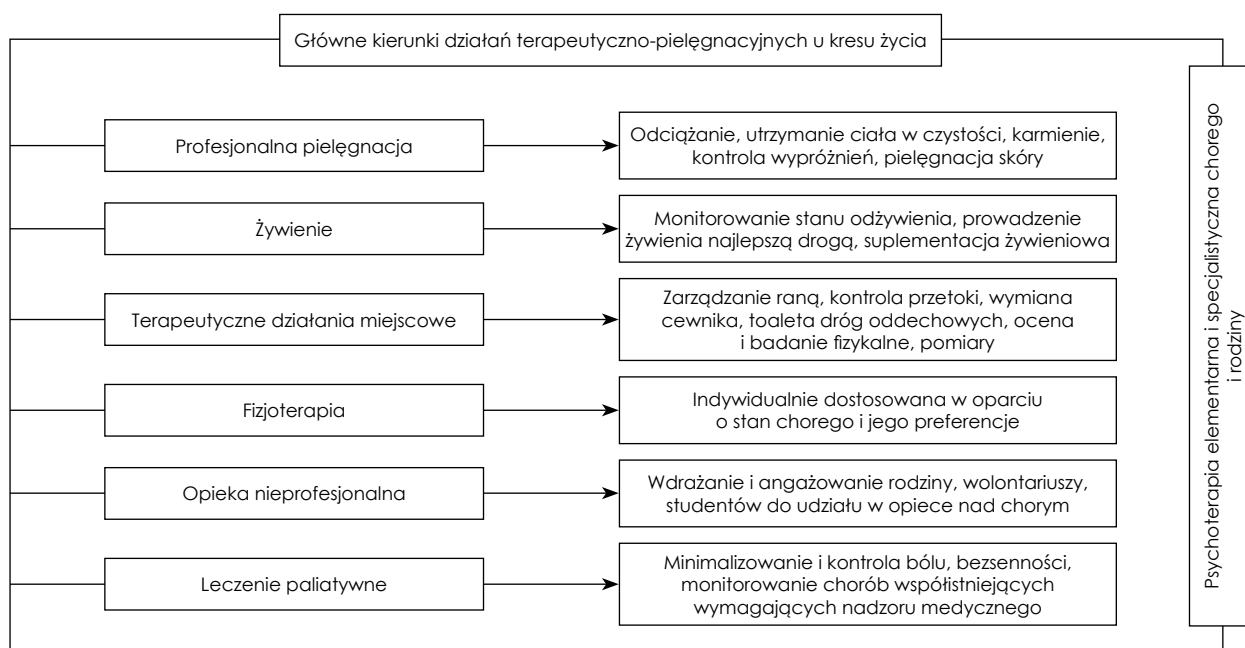 Główne kierunki działań terapeutyczno-pielęgnacyjnych u kresu życia
Profesjonalna pielęgnacja
Odciążanie, utrzymanie ciała w czystości, karmienie,
kontrola wypróżnień, pielęgnacja skóry
Żywienie
Monitorowanie stanu odżywienia, prowadzenie
żywienia najlepszą drogą, suplementacja żywieniowa
Terapeutyczne działania miejscowe
Zarządzanie raną, kontrola przetoki, wymiana
cewnika, toaleta dróg oddechowych, ocena
i badanie fizykalne, pomiary
Fizjoterapia
Indywidualnie dostosowana w oparciu
o stan chorego i jego preferencje
Opieka nieprofesjonalna
Wdrażanie i angażowanie rodziny, wolontariuszy,
studentów do udziału w opiece nad chorym
Leczenie paliatywne
Minimalizowanie i kontrola bólu, bezsenności,
monitorowanie chorób współistniejących
wymagających nadzoru medycznego
Psychoterapia elementarna i specjalistyczna chorego
i rodziny